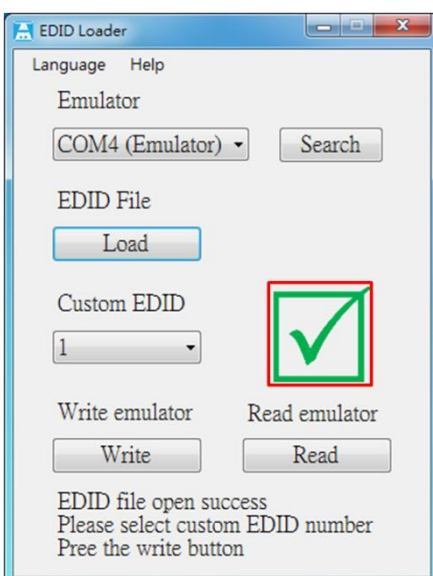 EDID Loader
Language Help
Emulator
COM4 (Emulator) Search
EDID File
Load
Custom EDID
1
Write emulator Read emulator
Write Read
EDID file open success
Please select custom EDID number
Pree the write button